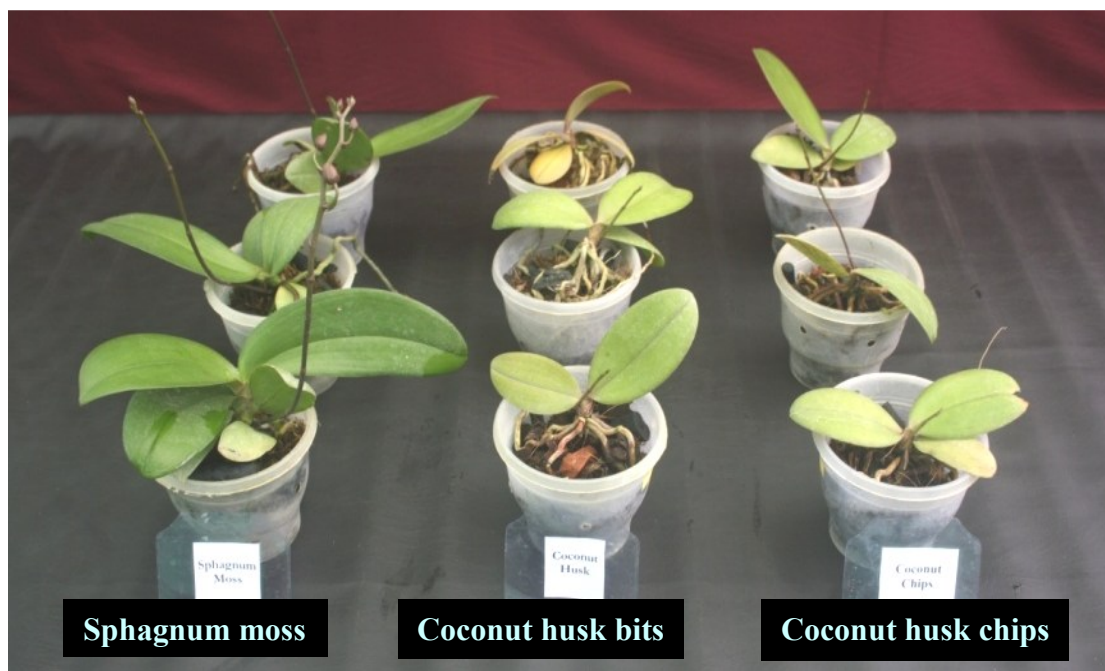 Sphagnum
Moss
Coconut
Husk
Coconut
Chips
Sphagnum moss
Coconut husk bits
Coconut husk chips